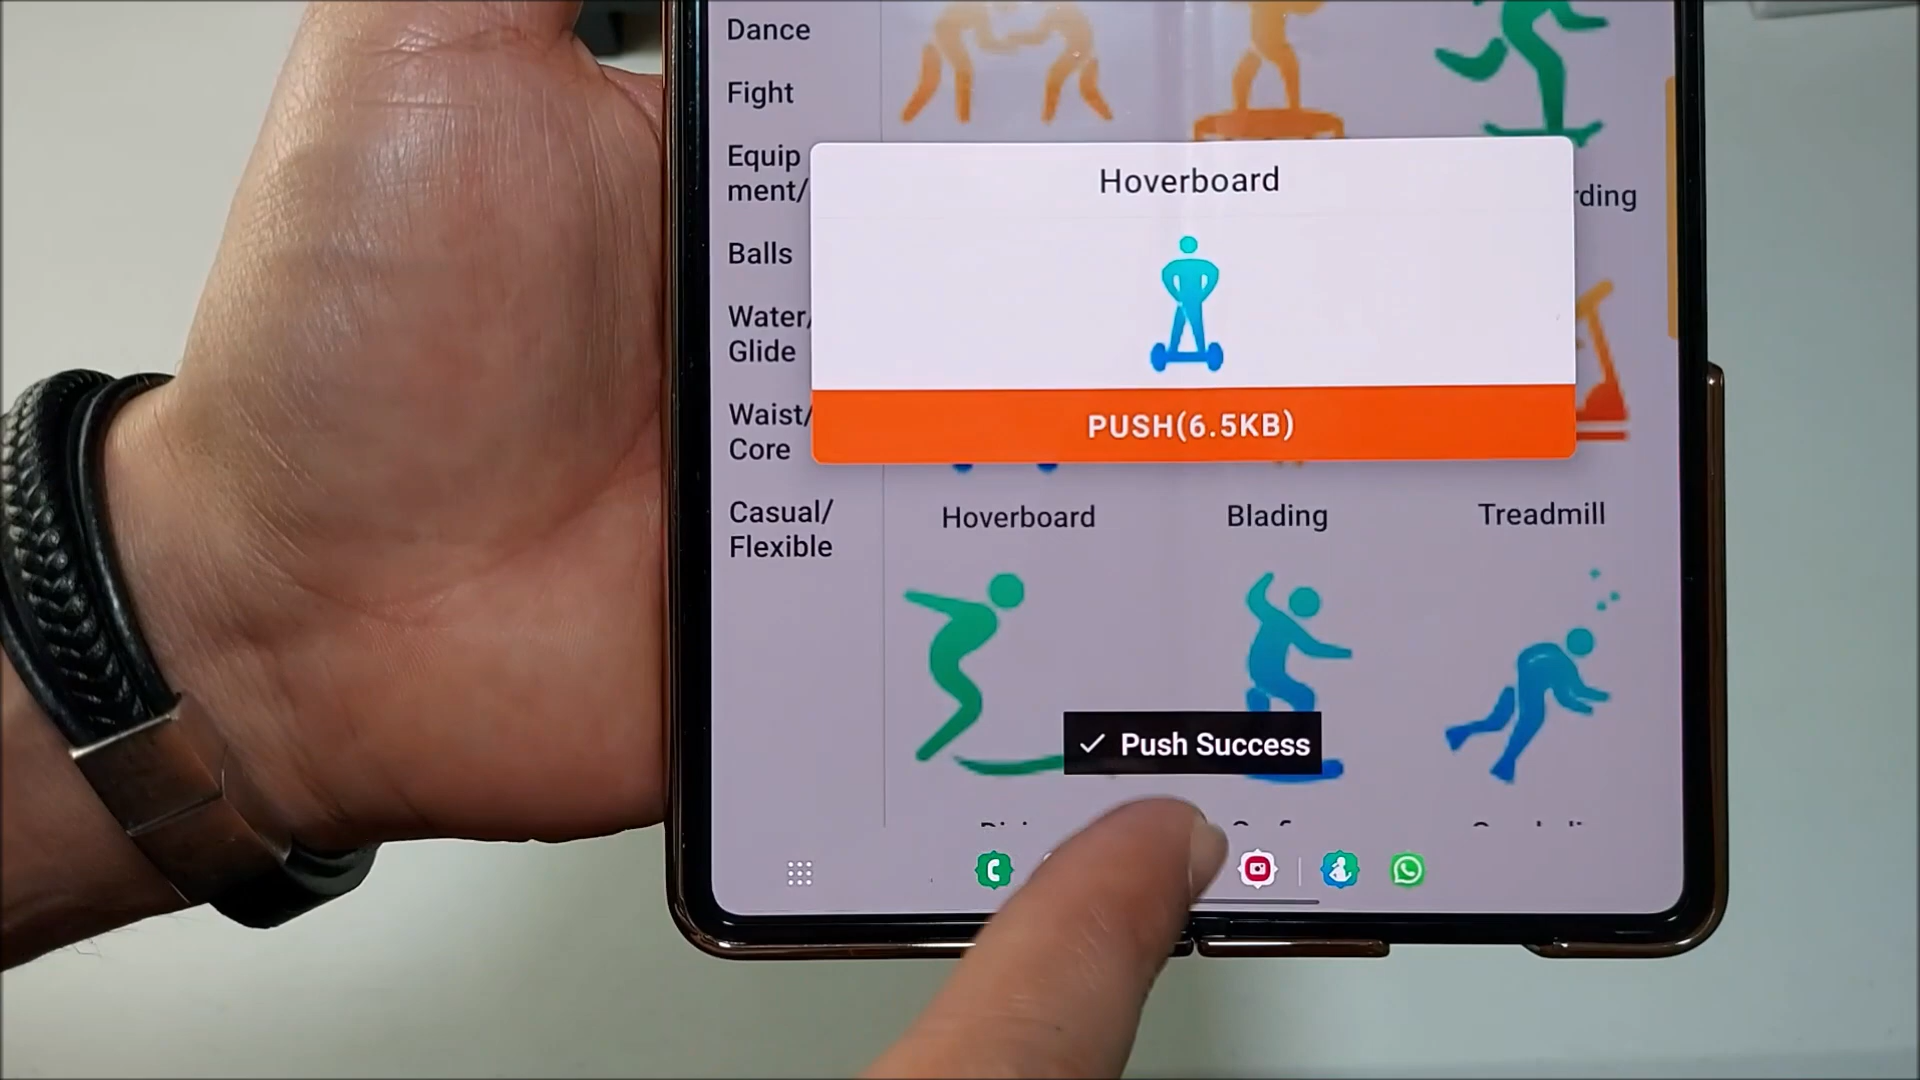 Dance
Fight
Equip
ment/
Balls
Water/
Glide
Waist/
Core
Casual/
Flexible
Hoverboard
PUSH(6.5KB)
rding
Hoverboard
Blading
Treadmill
Push Success